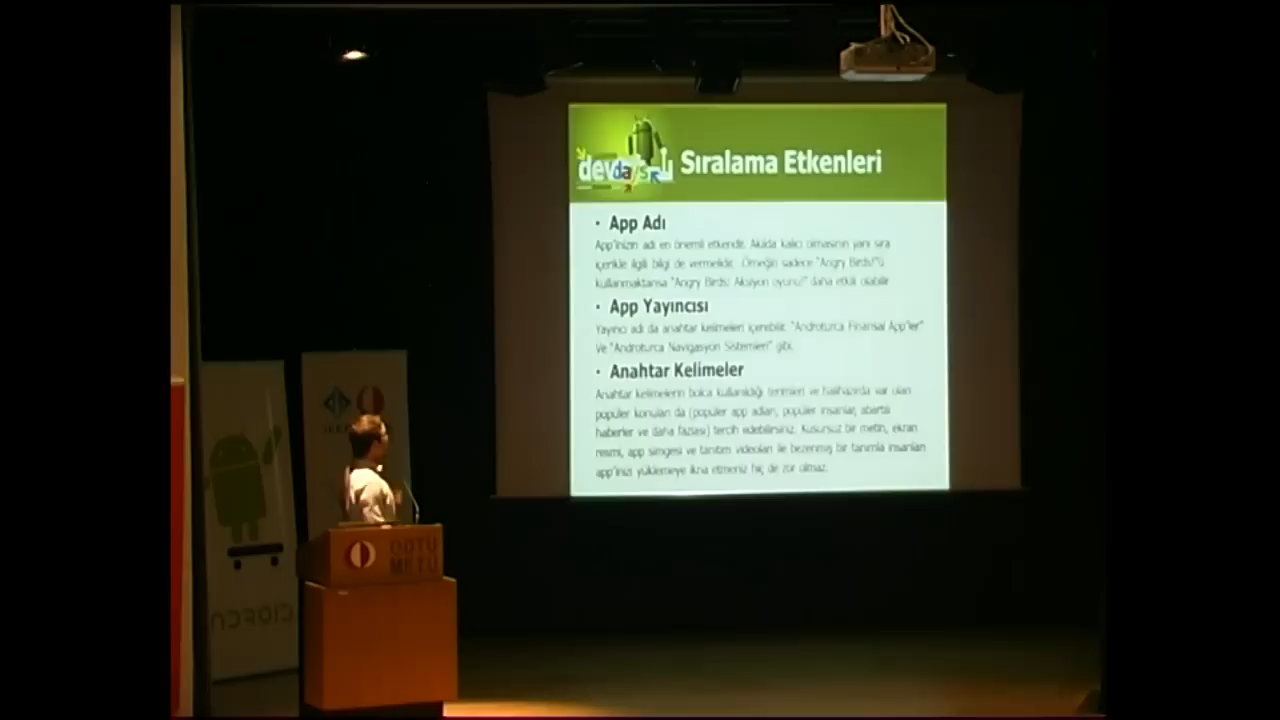 devdays
Sıralama Etkenleri
• App Adı
App'inizin adı en önemli etkendir. Akılda kalıcı olmasının yanı sıra
içerikle ilgili bilgi de vermelidir. Örneğin sadece "Angry Birds!"ü
kullanmaktansa "Angry Birds: Aksiyon oyunu!" daha etkili olabilir.
• App Yayıncısı
Yayıncı adı da anahtar kelimeleri içerebilir. "Androturca Finansal App'ler"
Ve "Androturca Navigasyon Sistemleri" gibi.
• Anahtar Kelimeler
Anahtar kelimelerin bolca kullanıldığı terimleri ve halihazırda var olan
popüler konuları da (popüler app adları, popüler insanlar, abartılı
haberler ve daha fazlası) tercih edebilirsiniz. Kusursuz bir metin, ekran
resmi, app simgesi ve tanıtım videoları ile bezenmiş bir tanımla insanları
app'inizi yüklemeye ikna etmeniz hiç de zor olmaz.
ODTÜ
METU